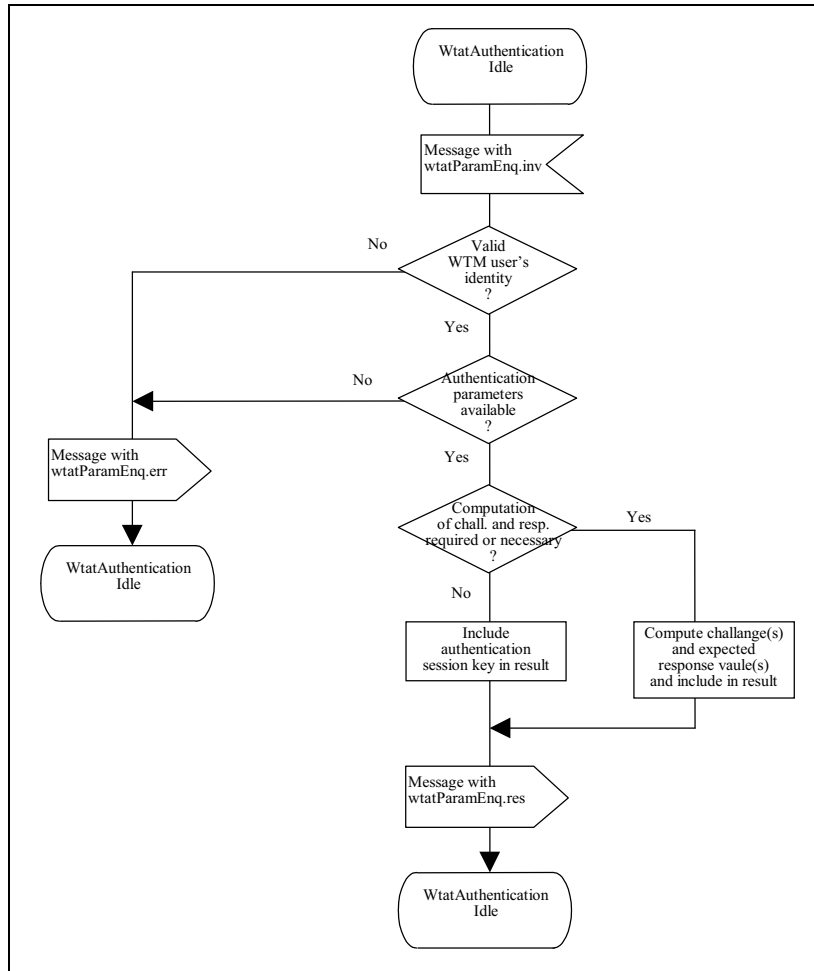 WtatAuthentication
Idle
Message with
wtatParamEnq.inv
No
Valid
WTM user's
identity
?
Yes
No
Authentication
parameters
available
?
Message with
wtatParamEnq.err
Yes
WtatAuthentication
Idle
Computation
of chall. and resp.
required or necessary
?
Yes
No
Include
authentication
session key in result
Compute challange(s)
and expected
response vaule(s)
and include in result
Message with
wtatParamEnq.res
WtatAuthentication
Idle